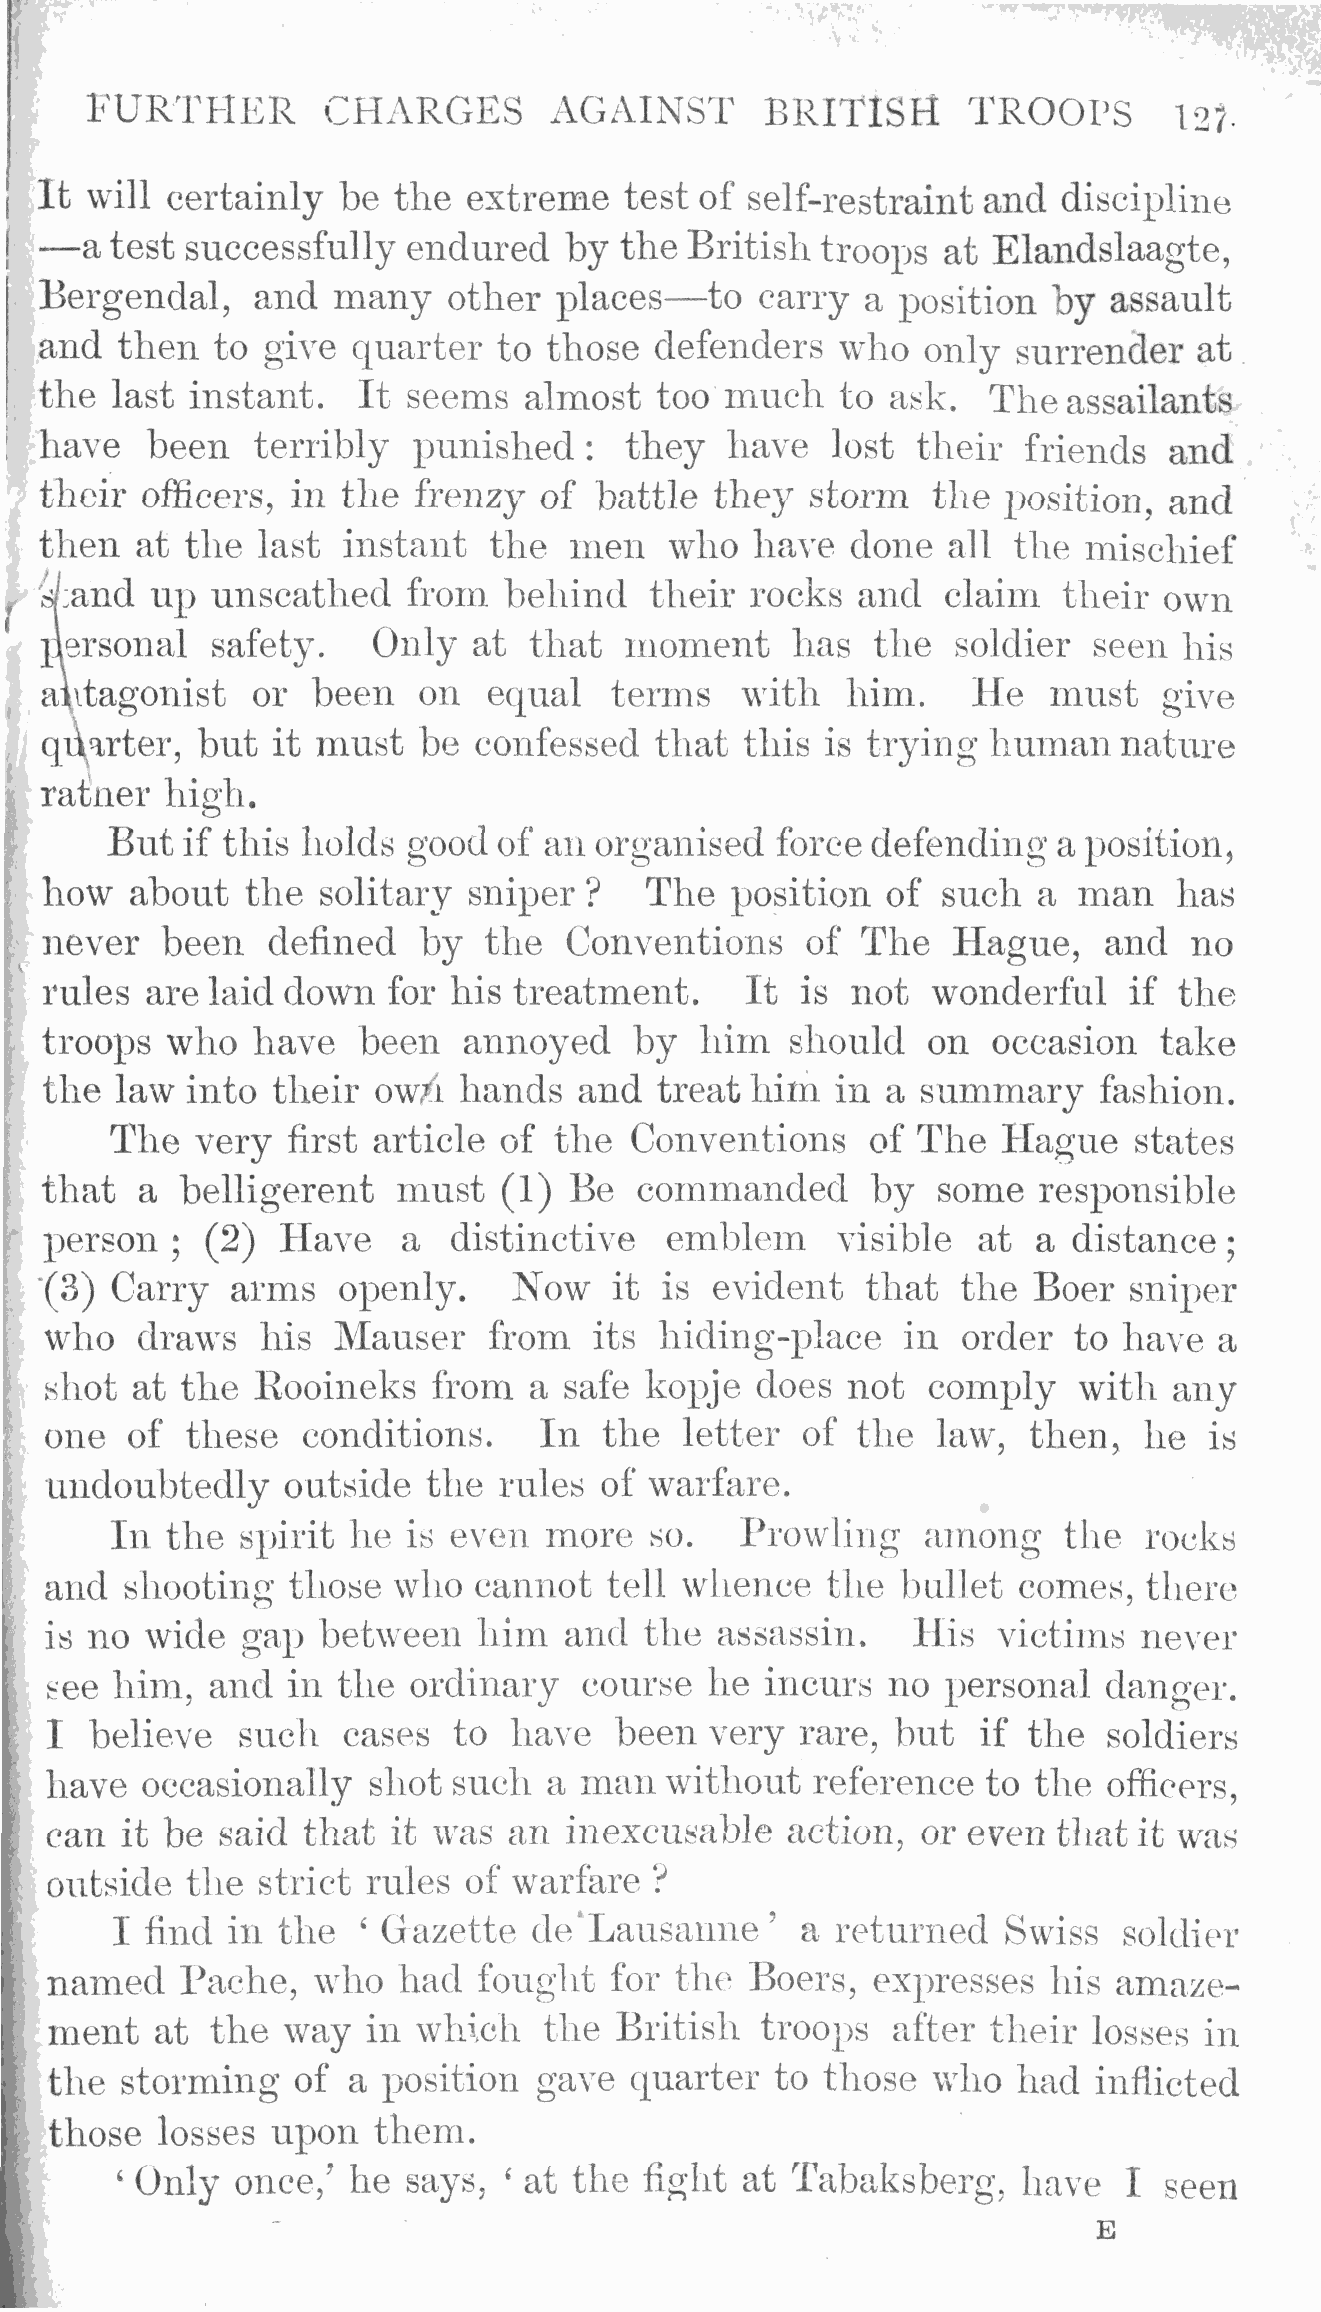 FURTHER CHARGES AGAINST BRITISH TROOPS 127
It will certainly be the extreme test of self-restraint and discipline
—a test successfully endured by the British troops at Elandslaagte,
Bergendal, and many other places—to carry a position by assault
and then to give quarter to those defenders who only surrender at
the last instant. It seems almost too much to ask. The assailants
have been terribly punished : they have lost their friends and
their officers, in the frenzy of battle they storm the position, and
then at the last instant the men who have done all the mischief
stand up unscathed from behind their rocks and claim their own
personal safety. Only at that moment has the soldier seen his
antagonist or been on equal terms with him. He must give
quarter, but it must be confessed that this is trying human nature
rather high.
But if this holds good of an organised force defending a position,
how about the solitary sniper ? The position of such a man has
never been defined by the Conventions of The Hague, and no
rules are laid down for his treatment. It is not wonderful if the
troops who have been annoyed by him should on occasion take
the law into their own hands and treat him in a summary fashion.
The very first article of the Conventions of The Hague states
that a belligerent must (1) Be commanded by some responsible
person ; (2) Have a distinctive emblem visible at a distance ;
(3) Carry arms openly. Now it is evident that the Boer sniper
who draws his Mauser from its hiding-place in order to have a
shot at the Rooineks from a safe kopje does not comply with any
one of these conditions. In the letter of the law, then, he is
undoubtedly outside the rules of warfare.
In the spirit he is even more so. Prowling among the rocks
and shooting those who cannot tell whence the bullet comes, there
is no wide gap between him and the assassin. His victims never
see him, and in the ordinary course he incurs no personal danger.
I believe such cases to have been very rare, but if the soldiers
have occasionally shot such a man without reference to the officers,
can it be said that it was an inexcusable action, or even that it was
outside the strict rules of warfare ?
I find in the ‘ Gazette de Lausanne ’ a returned Swiss soldier
named Pache, who had fought for the Boers, expresses his amaze-
ment at the way in which the British troops after their losses in
the storming of a position gave quarter to those who had inflicted
those losses upon them.
‘ Only once,’ he says, ‘ at the fight at Tabaksberg, have I seen
E